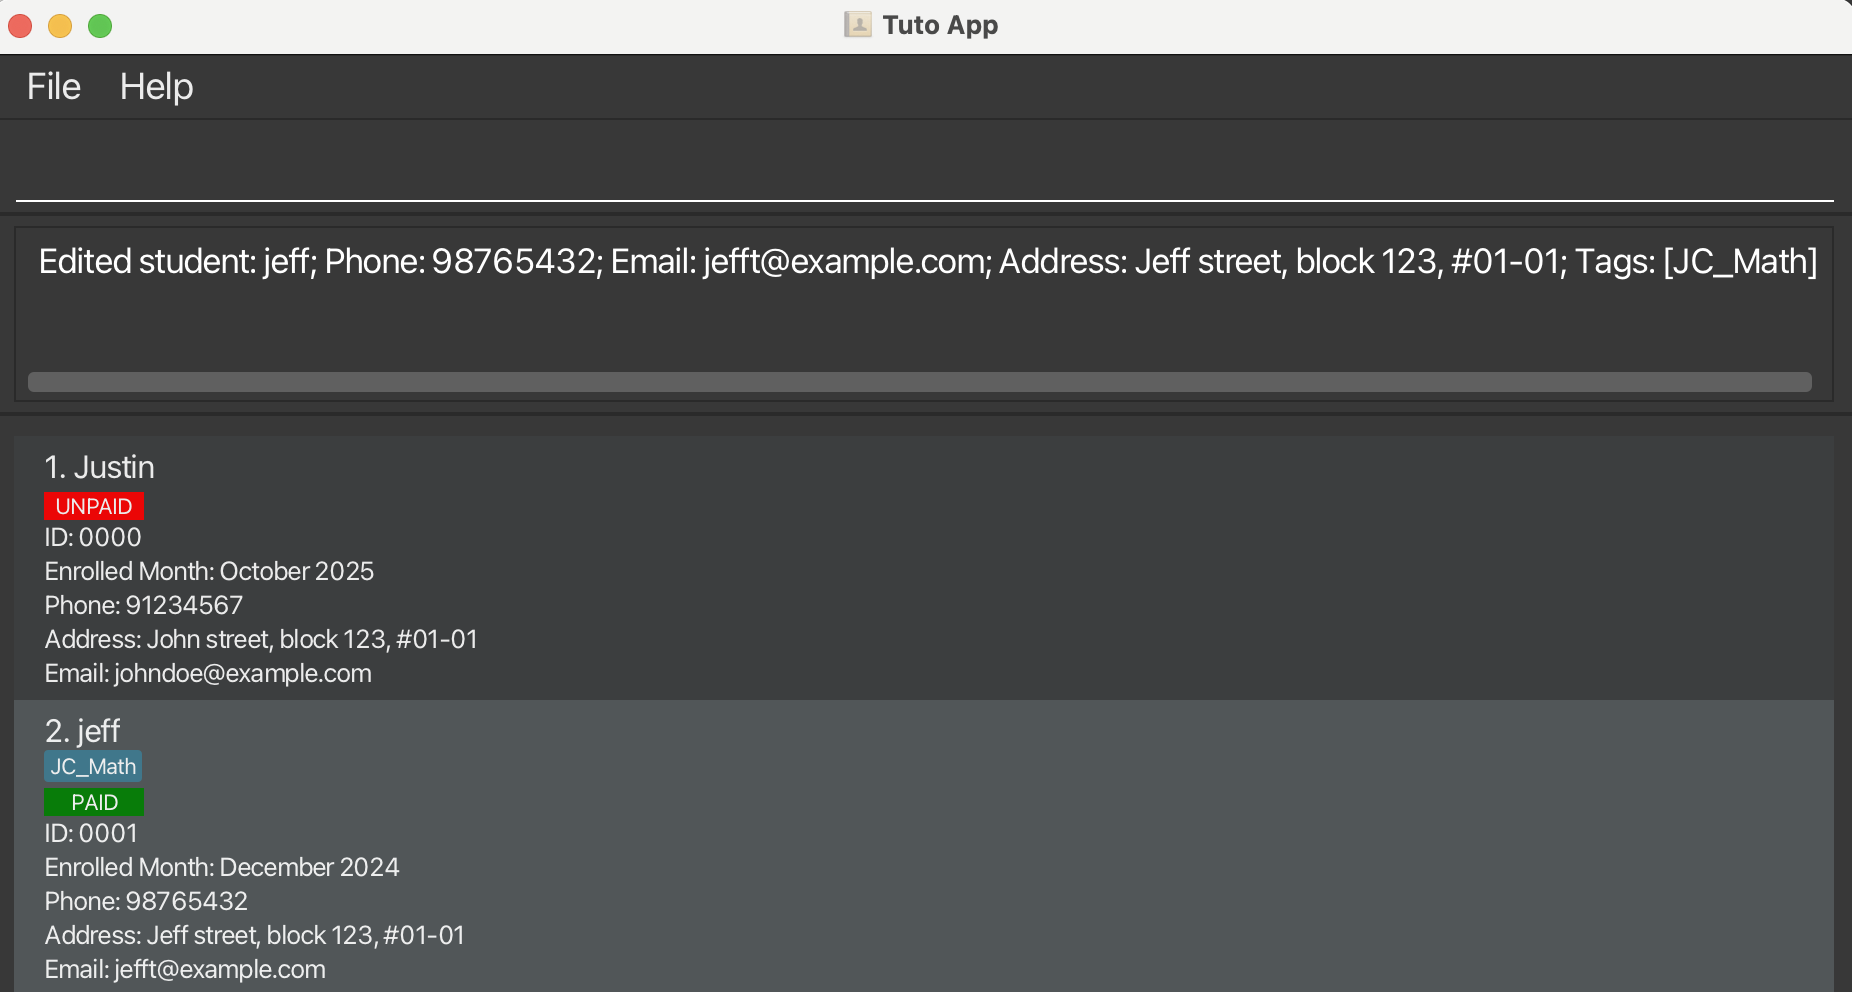 Tuto App
File Help
Edited student: jeff; Phone: 98765432; Email: jefft@example.com; Address: Jeff street, block 123, #01-01; Tags: [JC_Math]
1. Justin
UNPAID
ID: 0000
Enrolled Month: October 2025
Phone: 91234567
Address: John street, block 123, #01-01
Email: johndoe@example.com
2. jeff
JC_Math
PAID
ID: 0001
Enrolled Month: December 2024
Phone: 98765432
Address: Jeff street, block 123, #01-01
Email: jefft@example.com